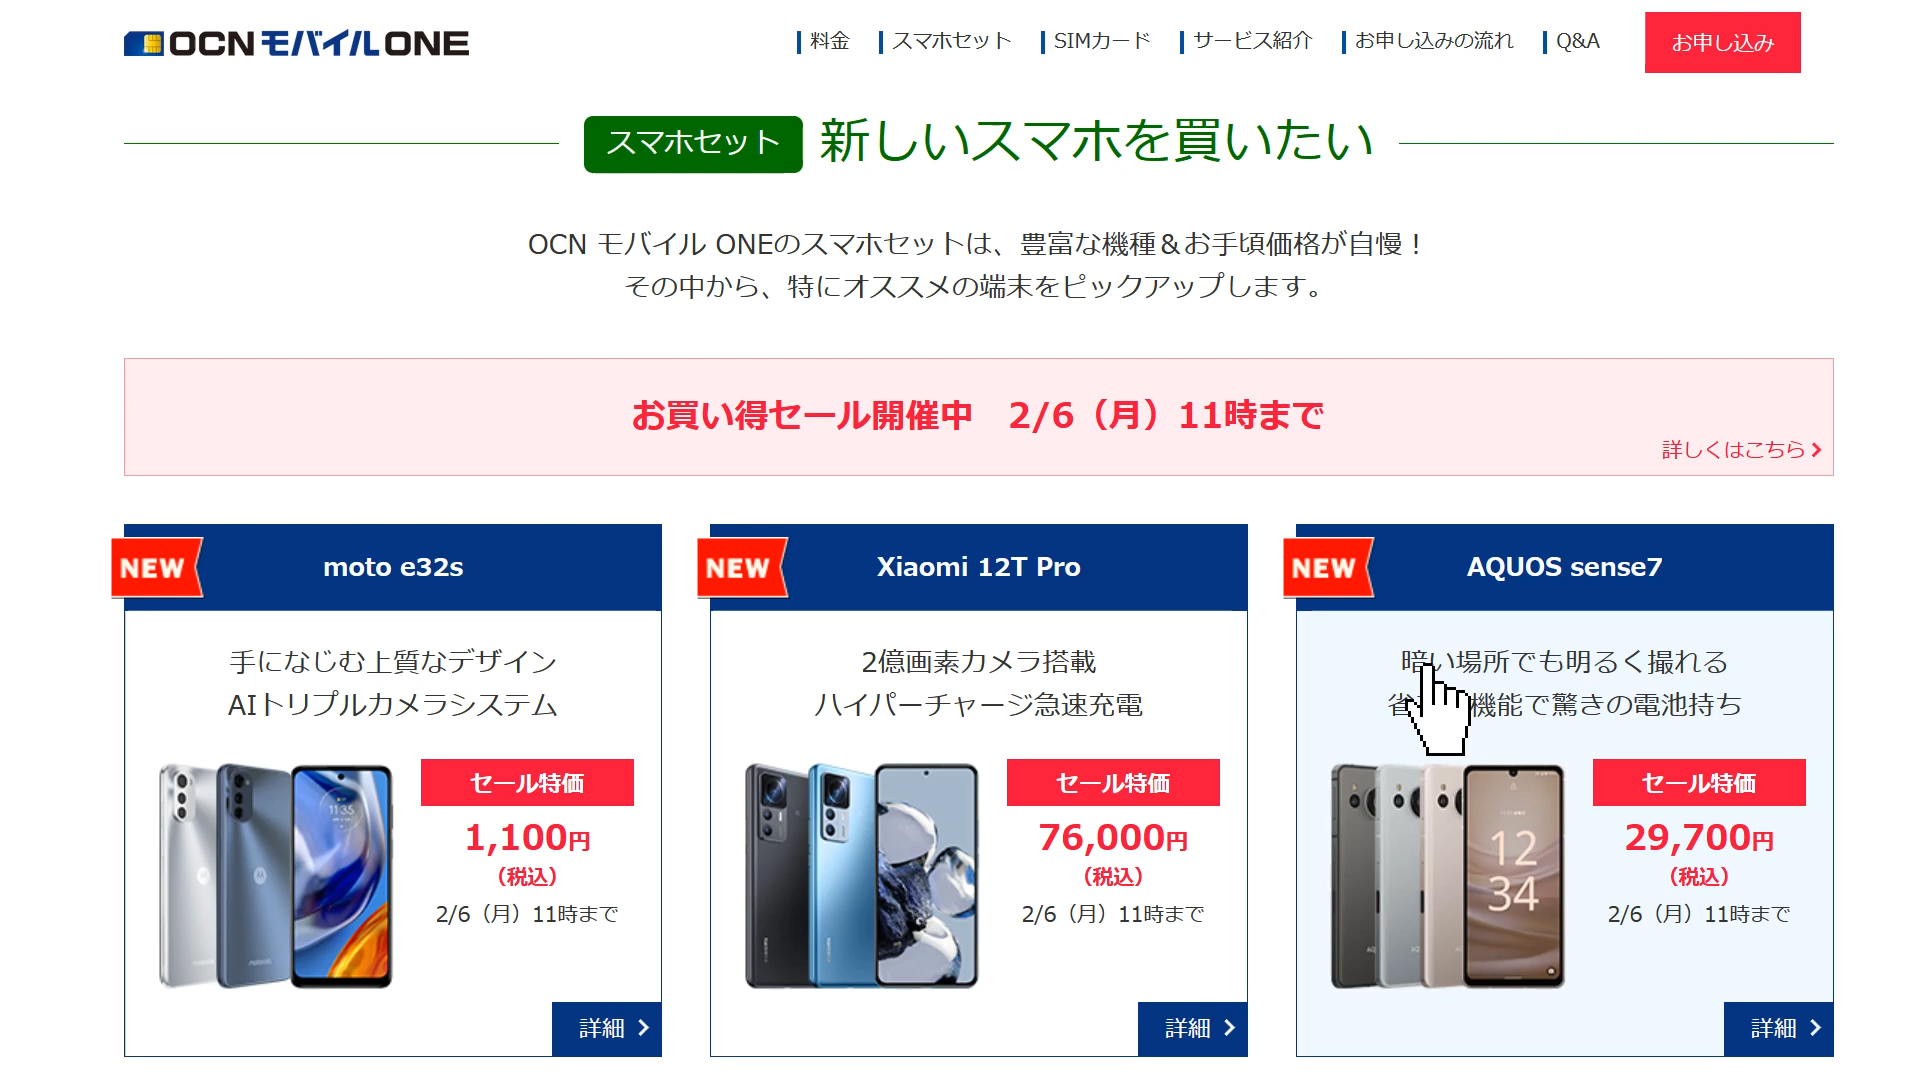 OCN モバイル ONE
料金
スマホセット
SIMカード
サービス紹介
お申し込みの流れ
Q&A
お申し込み
スマホセット 新しいスマホを買いたい
OCN モバイル ONEのスマホセットは、豊富な機種＆お手頃価格が自慢！
その中から、特にオススメの端末をピックアップします。
お買い得セール開催中　2/6（月）11時まで
詳しくはこちら
NEW
moto e32s
手になじむ上質なデザイン
AIトリプルカメラシステム
11:35
セール特価
1,100円
（税込）
2/6（月）11時まで
詳細
NEW
Xiaomi 12T Pro
2億画素カメラ搭載
ハイパーチャージ急速充電
セール特価
76,000円
（税込）
2/6（月）11時まで
詳細
NEW
AQUOS sense7
暗い場所でも明るく撮れる
省 機能で驚きの電池持ち
12
34
セール特価
29,700円
（税込）
2/6（月）11時まで
詳細